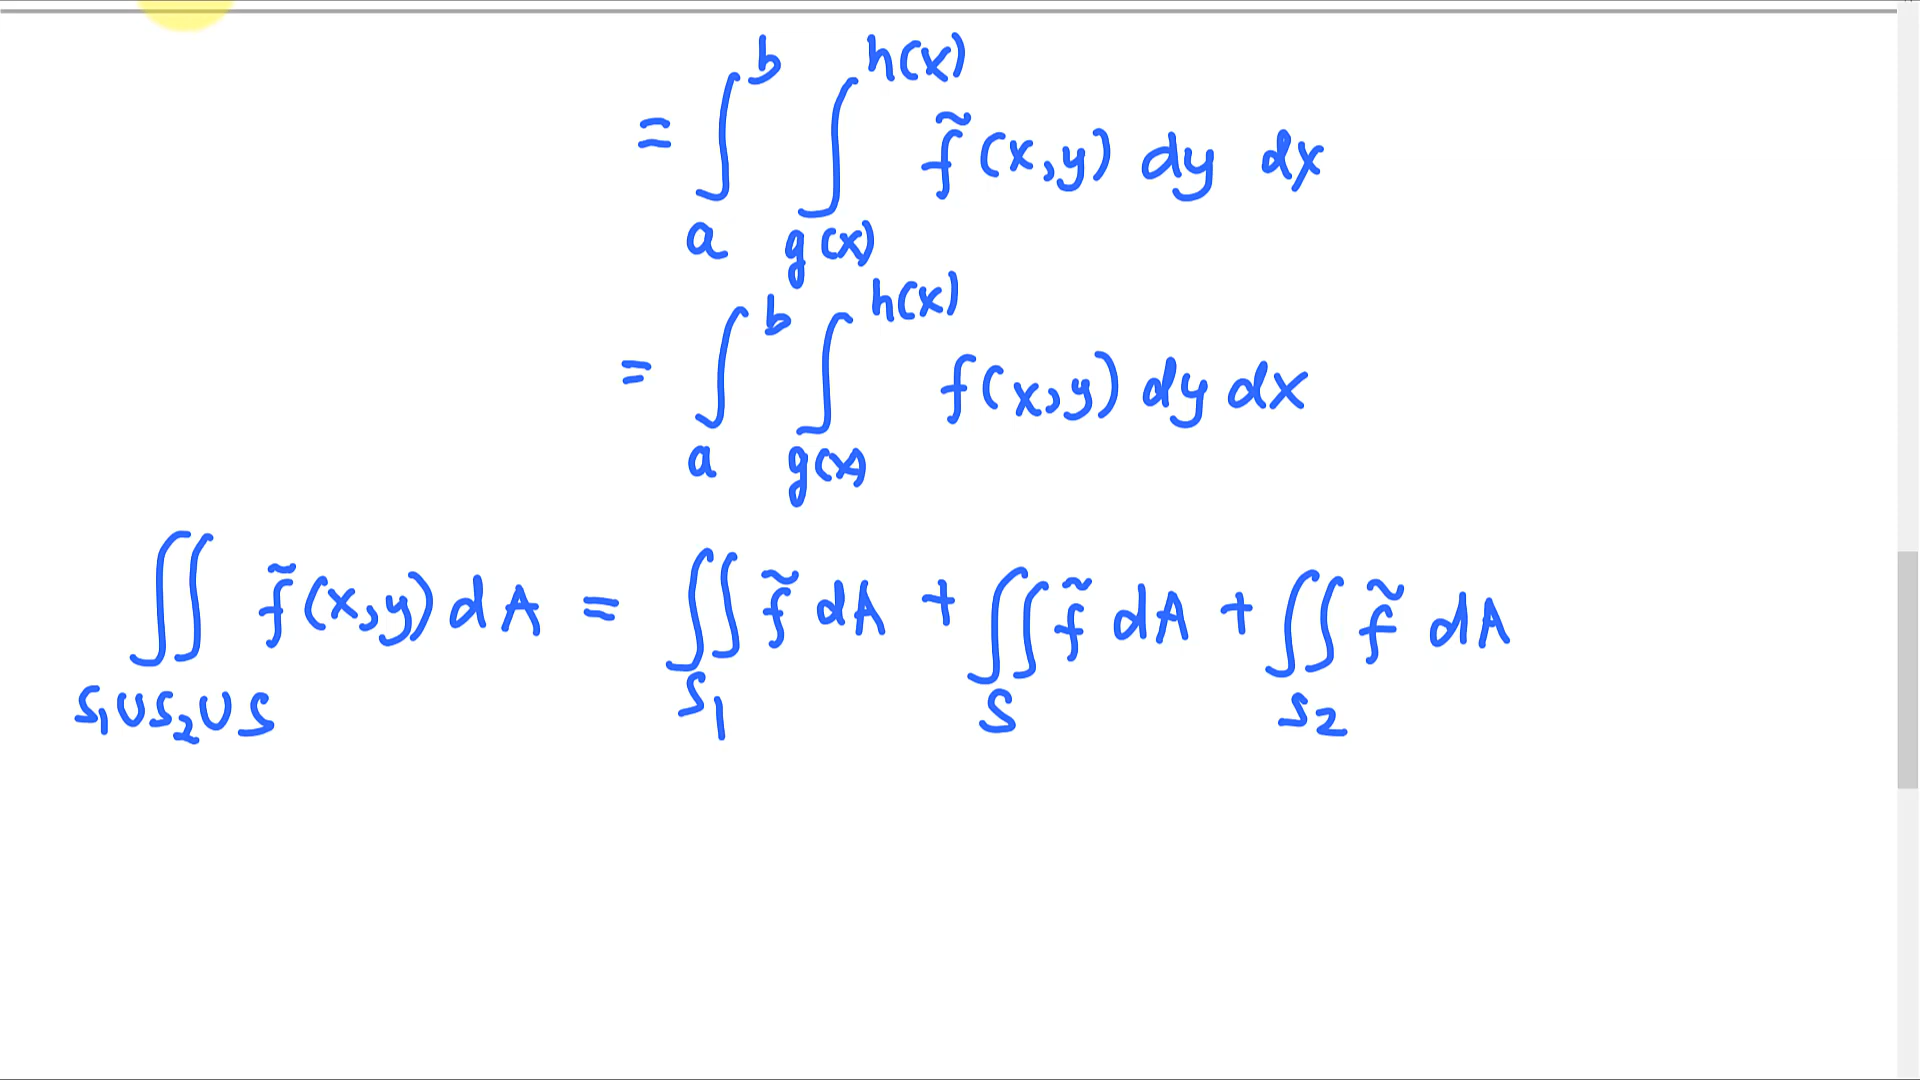 = ∫_a^b ∫_{g(x)}^{h(x)} f̃(x,y) dy dx
= ∫_a^b ∫_{g(x)}^{h(x)} f(x,y) dy dx
∬_{S₁∪S₂∪S} f̃(x,y) dA = ∬_{S₁} f̃ dA + ∬_S f̃ dA + ∬_{S₂} f̃ dA